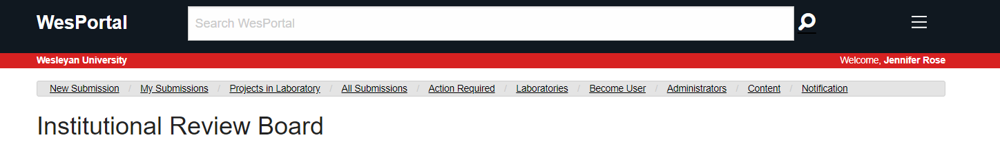 WesPortal
Search WesPortal
Wesleyan University
Welcome, Jennifer Rose
New Submission / My Submissions / Projects in Laboratory / All Submissions / Action Required / Laboratories / Become User / Administrators / Content / Notification
Institutional Review Board